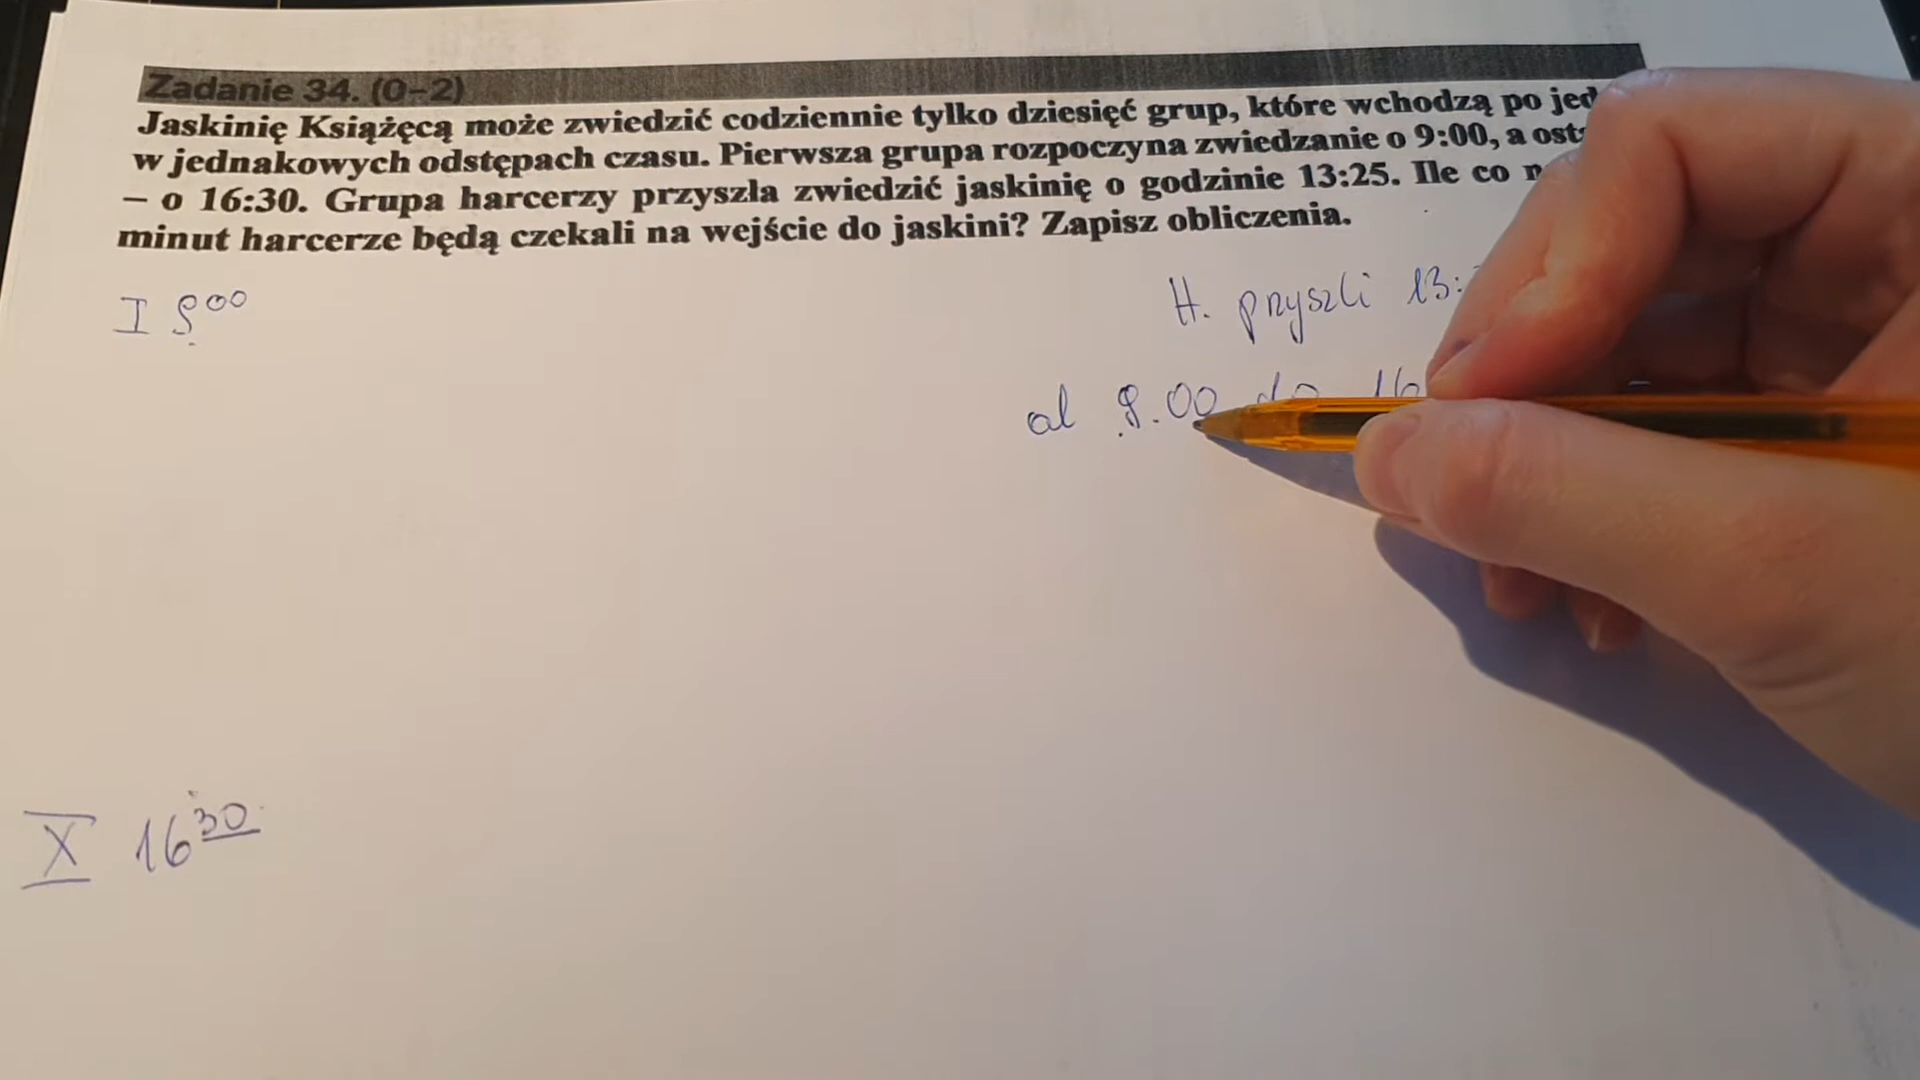 Zadanie 34. (0–2)
Jaskinię Książęcą może zwiedzić codziennie tylko dziesięć grup, które wchodzą po
w jednakowych odstępach czasu. Pierwsza grupa rozpoczyna zwiedzanie o 9:00, a
– o 16:30. Grupa harcerzy przyszła zwiedzić jaskinię o godzinie 13:25. Ile co
minut harcerze będą czekali na wejście do jaskini? Zapisz obliczenia.
I 9⁰⁰
H. przyszli 13:
od 9.00 do 16
X 16³⁰